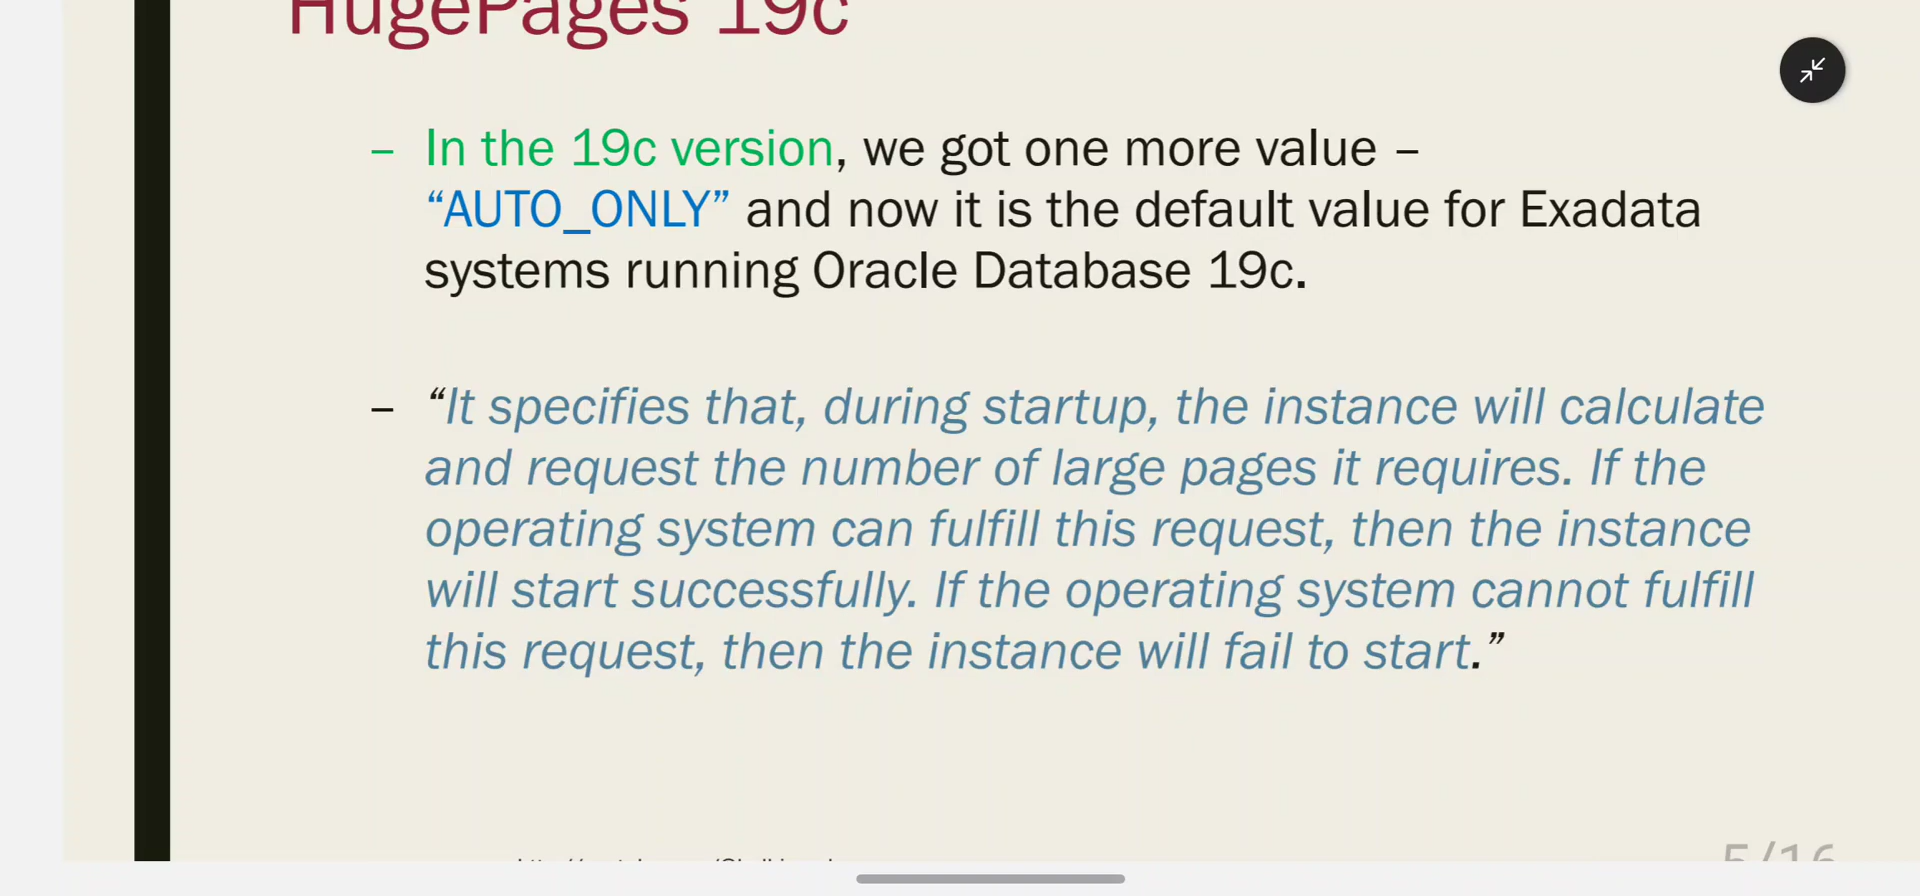 HugePages 19c
– In the 19c version, we got one more value –
“AUTO_ONLY” and now it is the default value for Exadata
systems running Oracle Database 19c.
– “It specifies that, during startup, the instance will calculate
and request the number of large pages it requires. If the
operating system can fulfill this request, then the instance
will start successfully. If the operating system cannot fulfill
this request, then the instance will fail to start.”
5/16